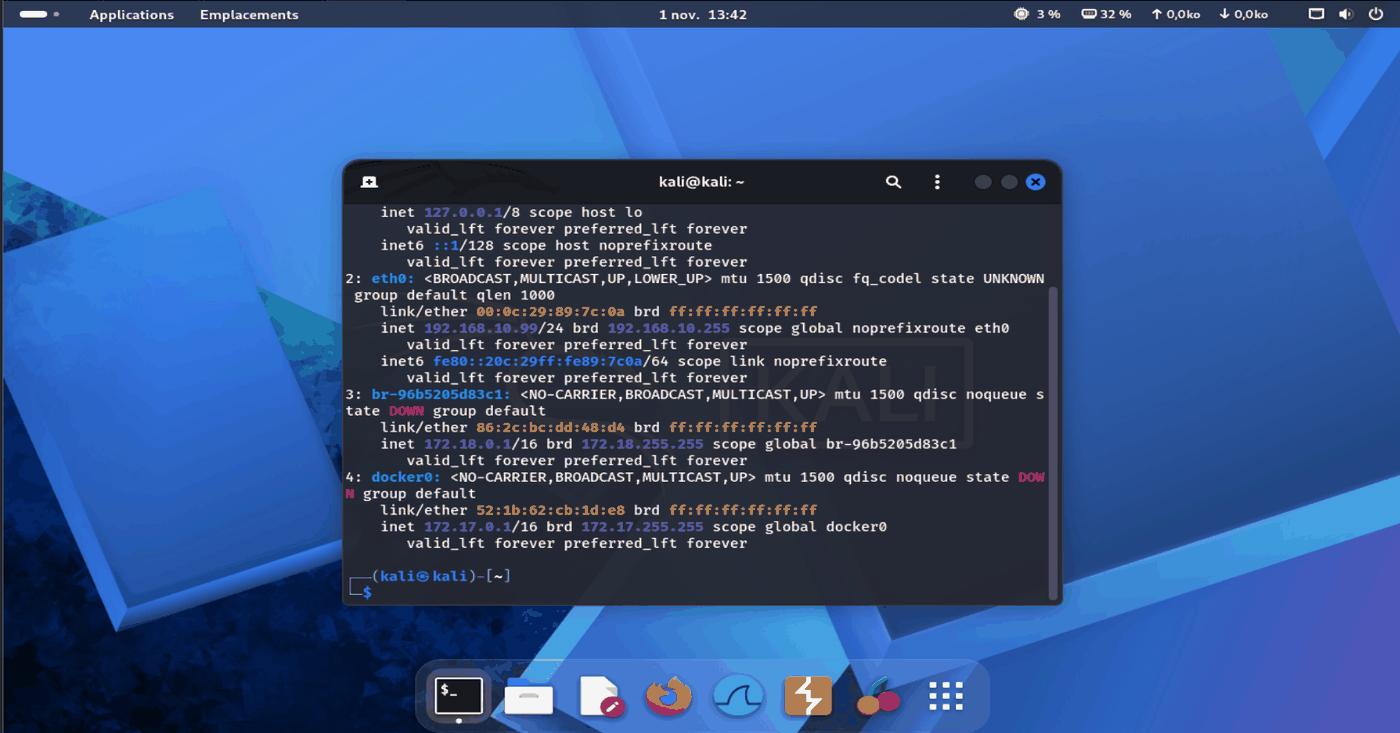 Applications Emplacements 1 nov. 13:42 3 % 32 % 0,0ko 0,0ko
kali@kali: ~
inet 127.0.0.1/8 scope host lo
valid_lft forever preferred_lft forever
inet6 ::1/128 scope host noprefixroute
valid_lft forever preferred_lft forever
2: eth0: <BROADCAST,MULTICAST,UP,LOWER_UP> mtu 1500 qdisc fq_codel state UNKNOWN
group default qlen 1000
link/ether 00:0c:29:89:7c:0a brd ff:ff:ff:ff:ff:ff
inet 192.168.10.99/24 brd 192.168.10.255 scope global noprefixroute eth0
valid_lft forever preferred_lft forever
inet6 fe80::20c:29ff:fe89:7c0a/64 scope link noprefixroute
valid_lft forever preferred_lft forever
3: br-96b5205d83c1: <NO-CARRIER,BROADCAST,MULTICAST,UP> mtu 1500 qdisc noqueue s
tate DOWN group default
link/ether 86:2c:bc:dd:48:d4 brd ff:ff:ff:ff:ff:ff
inet 172.18.0.1/16 brd 172.18.255.255 scope global br-96b5205d83c1
valid_lft forever preferred_lft forever
4: docker0: <NO-CARRIER,BROADCAST,MULTICAST,UP> mtu 1500 qdisc noqueue state DOW
N group default
link/ether 52:1b:62:cb:1d:e8 brd ff:ff:ff:ff:ff:ff
inet 172.17.0.1/16 brd 172.17.255.255 scope global docker0
valid_lft forever preferred_lft forever
┌──(kali㉿kali)-[~]
└─$
KALI
$_